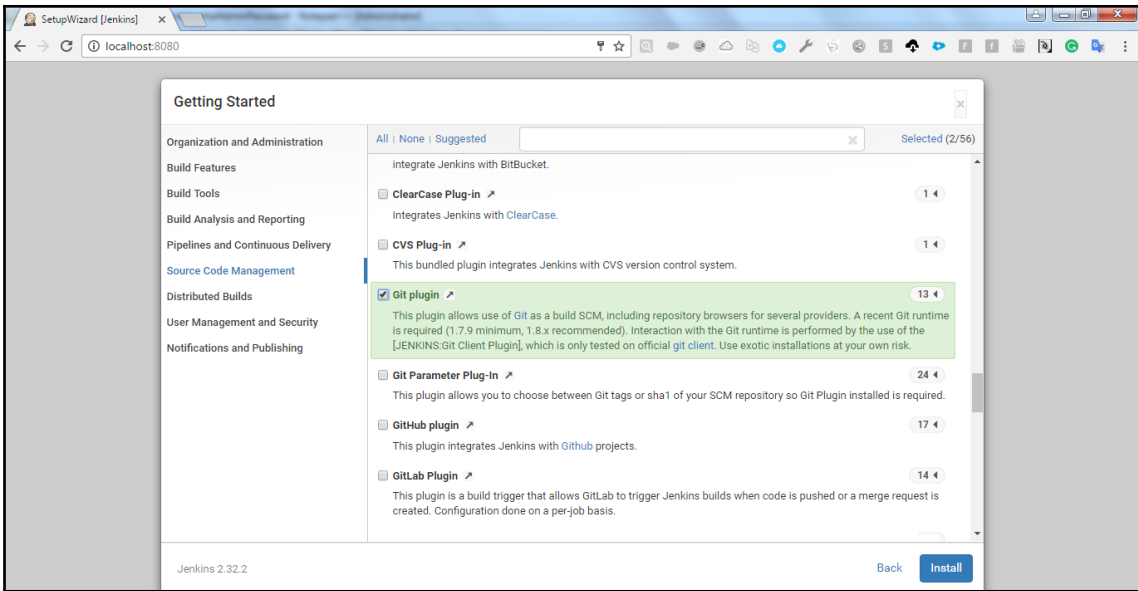 SetupWizard [Jenkins]
localhost:8080
Getting Started
Organization and Administration
Build Features
Build Tools
Build Analysis and Reporting
Pipelines and Continuous Delivery
Source Code Management
Distributed Builds
User Management and Security
Notifications and Publishing
All | None | Suggested
Selected (2/56)
integrate Jenkins with BitBucket.
ClearCase Plug-in
1
Integrates Jenkins with ClearCase.
CVS Plug-in
1
This bundled plugin integrates Jenkins with CVS version control system.
Git plugin
13
This plugin allows use of Git as a build SCM, including repository browsers for several providers. A recent Git runtime
is required (1.7.9 minimum, 1.8.x recommended). Interaction with the Git runtime is performed by the use of the
[JENKINS:Git Client Plugin], which is only tested on official git client. Use exotic installations at your own risk.
Git Parameter Plug-In
24
This plugin allows you to choose between Git tags or sha1 of your SCM repository so Git Plugin installed is required.
GitHub plugin
17
This plugin integrates Jenkins with Github projects.
GitLab Plugin
14
This plugin is a build trigger that allows GitLab to trigger Jenkins builds when code is pushed or a merge request is
created. Configuration done on a per-job basis.
Jenkins 2.32.2
Back
Install